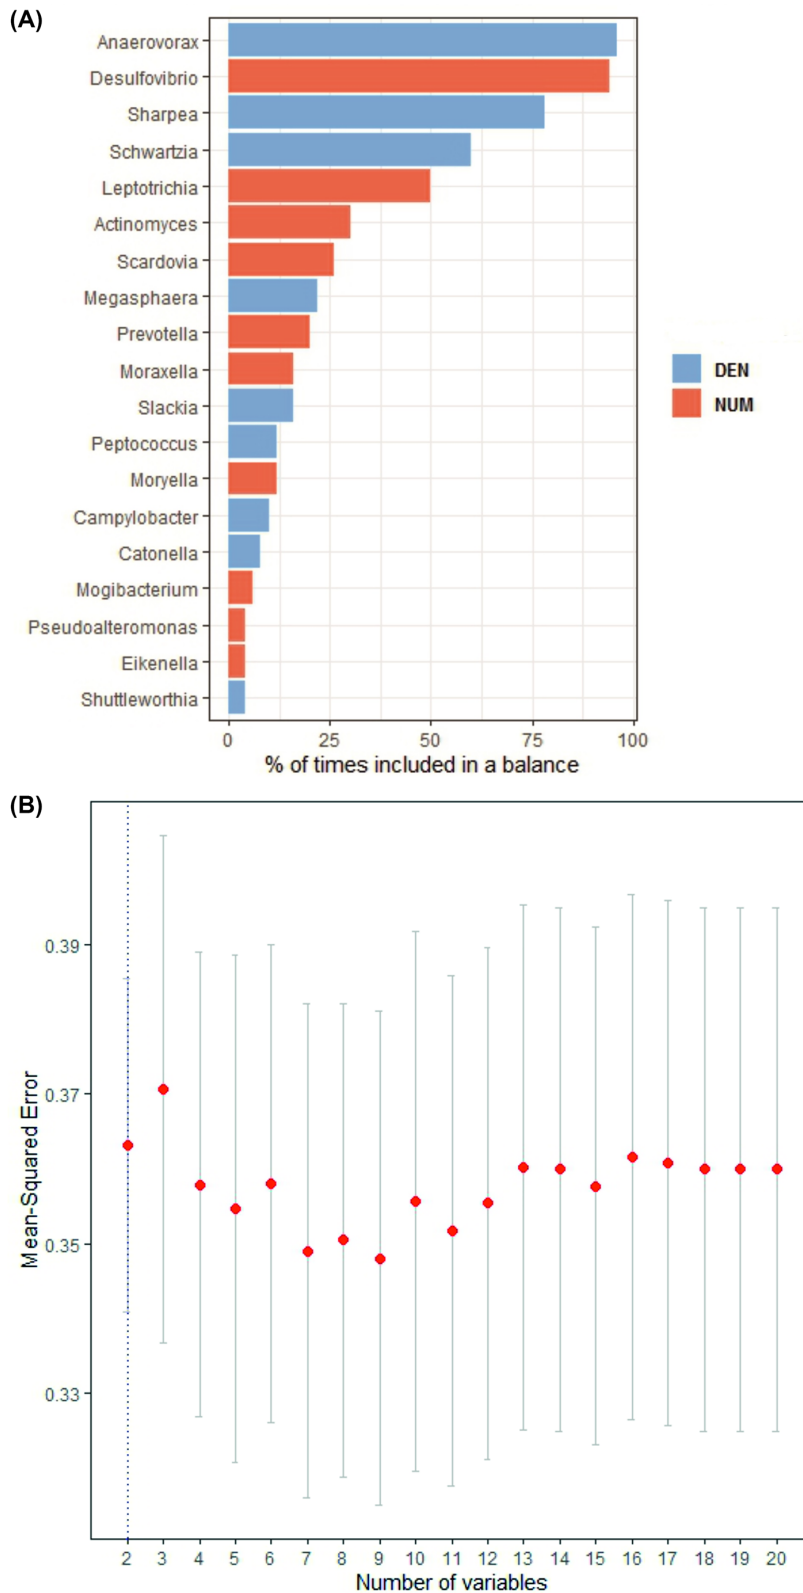 (A)
Anaerovorax
Desulfovibrio
Sharpea
Schwartzia
Leptotrichia
Actinomyces
Scardovia
Megasphaera
Prevotella
Moraxella
Slackia
Peptococcus
Moryella
Campylobacter
Catonella
Mogibacterium
Pseudoalteromonas
Eikenella
Shuttleworthia
0 25 50 75 100
% of times included in a balance
DEN
NUM
(B)
0.39
0.37
0.35
0.33
Mean-Squared Error
2 3 4 5 6 7 8 9 10 11 12 13 14 15 16 17 18 19 20
Number of variables